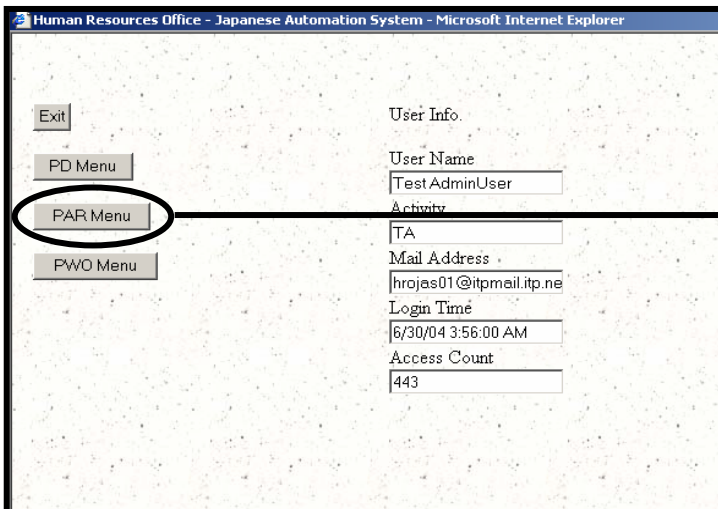 Human Resources Office - Japanese Automation System - Microsoft Internet Explorer
Exit
PD Menu
PAR Menu
PWO Menu
User Info.
User Name
Test AdminUser
Activity
TA
Mail Address
hrojas01@itpmail.itp.ne
Login Time
6/30/04 3:56:00 AM
Access Count
443